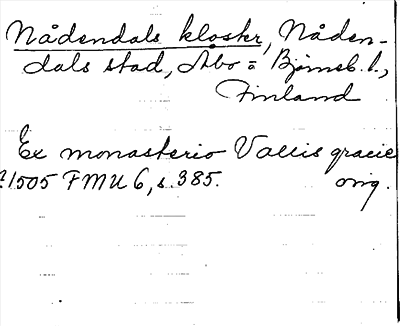 Nådendals kloster, Nåden-
dals stad, Åbo = Björneb. l.,
Finland
Ex monasterio Vallis gracie
1505 FMU 6, s. 385. orig.